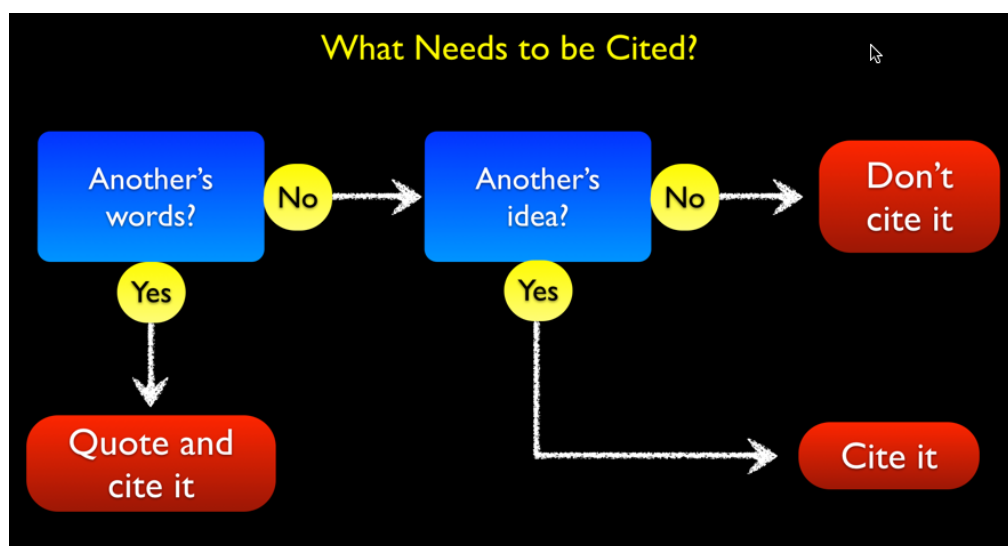 What Needs to be Cited?
Another's
words?
No
Another's
idea?
No
Don't
cite it
Yes
Yes
Quote and
cite it
Cite it